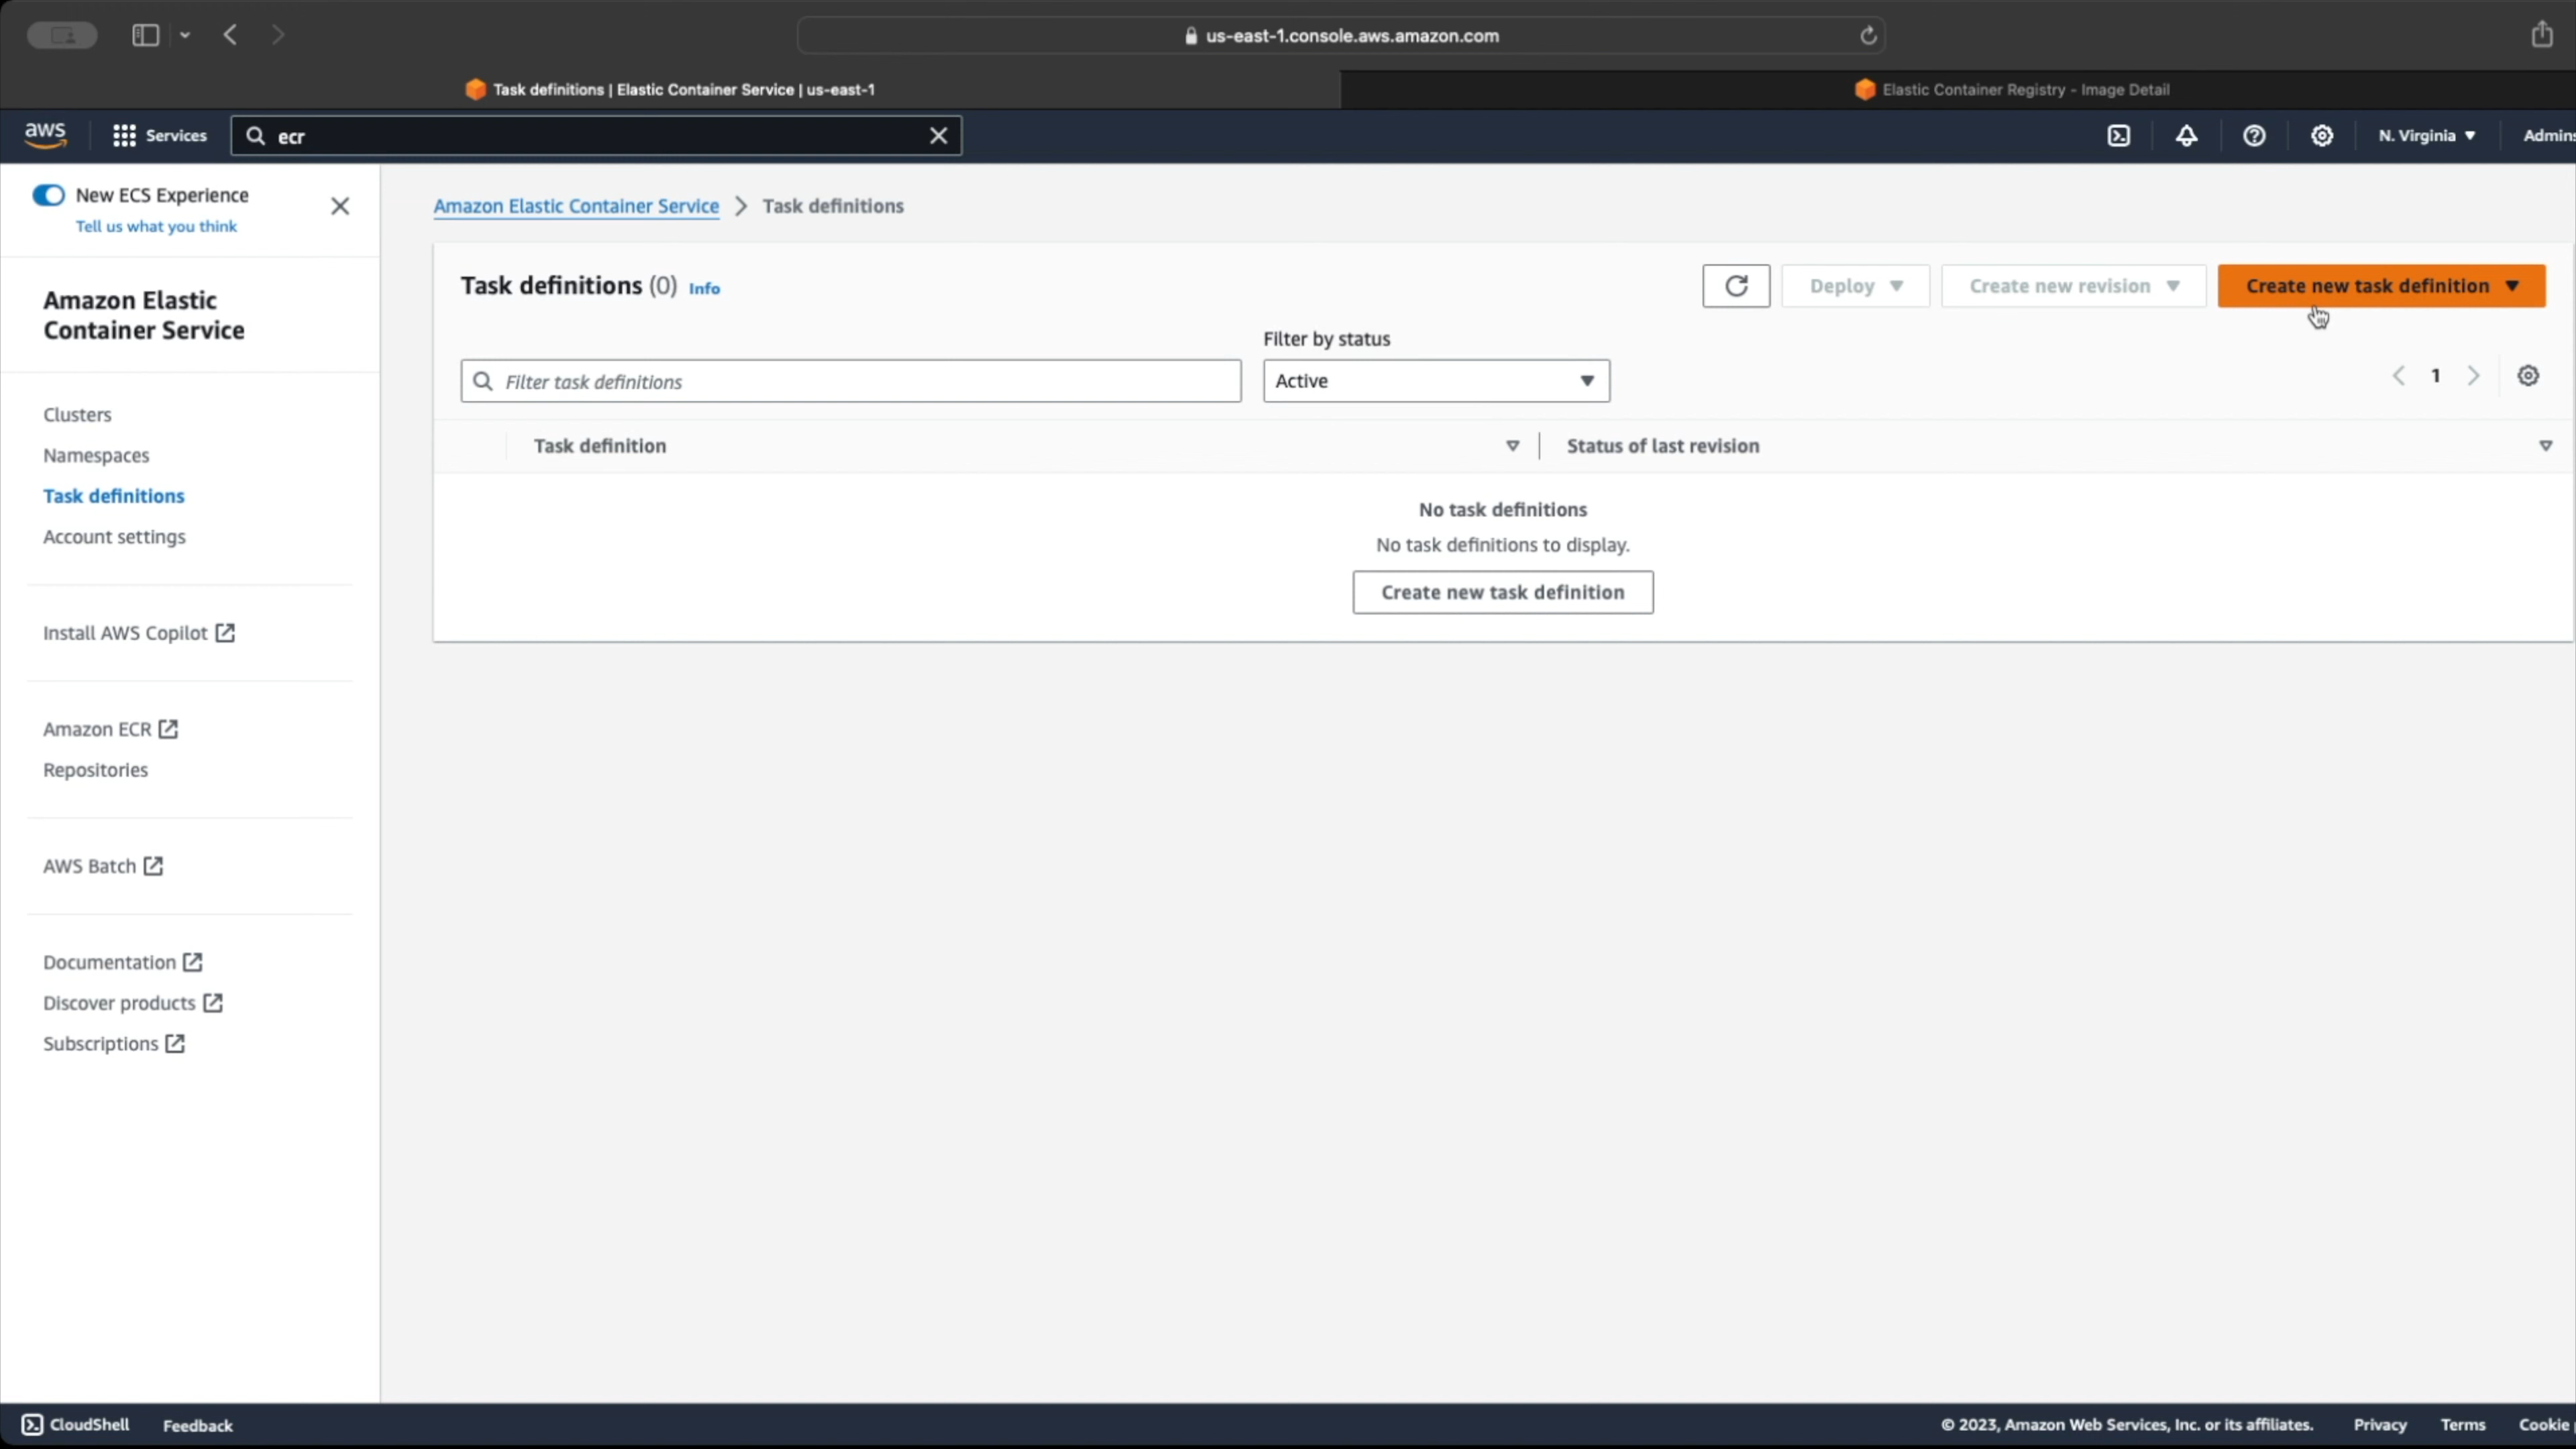 us-east-1.console.aws.amazon.com
Task definitions | Elastic Container Service | us-east-1
Elastic Container Registry - Image Detail
aws
Services
ecr
N. Virginia
Admins
New ECS Experience
Tell us what you think
Amazon Elastic
Container Service
Clusters
Namespaces
Task definitions
Account settings
Install AWS Copilot
Amazon ECR
Repositories
AWS Batch
Documentation
Discover products
Subscriptions
Amazon Elastic Container Service > Task definitions
Task definitions (0) Info
Deploy
Create new revision
Create new task definition
Filter by status
Filter task definitions
Active
1
Task definition
Status of last revision
No task definitions
No task definitions to display.
Create new task definition
CloudShell
Feedback
© 2023, Amazon Web Services, Inc. or its affiliates.
Privacy
Terms
Cookie